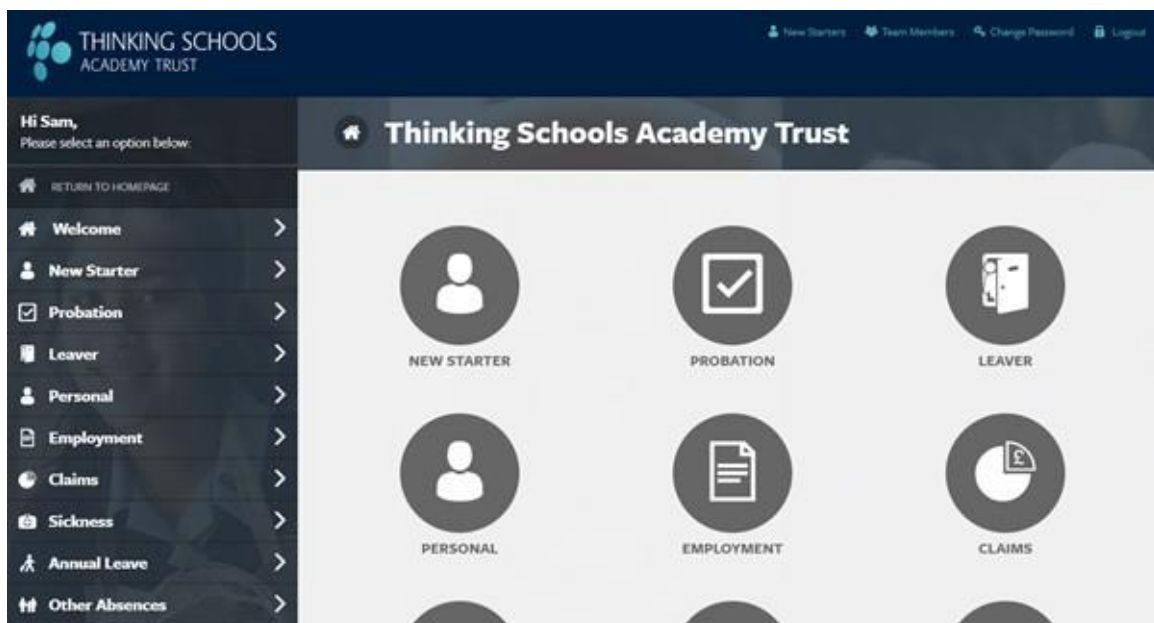 THINKING SCHOOLS
ACADEMY TRUST
New Starters Team Members Change Password Logout
Hi Sam,
Please select an option below:
Thinking Schools Academy Trust
RETURN TO HOMEPAGE
Welcome
New Starter
Probation
Leaver
Personal
Employment
Claims
Sickness
Annual Leave
Other Absences
NEW STARTER PROBATION LEAVER
£
PERSONAL EMPLOYMENT CLAIMS